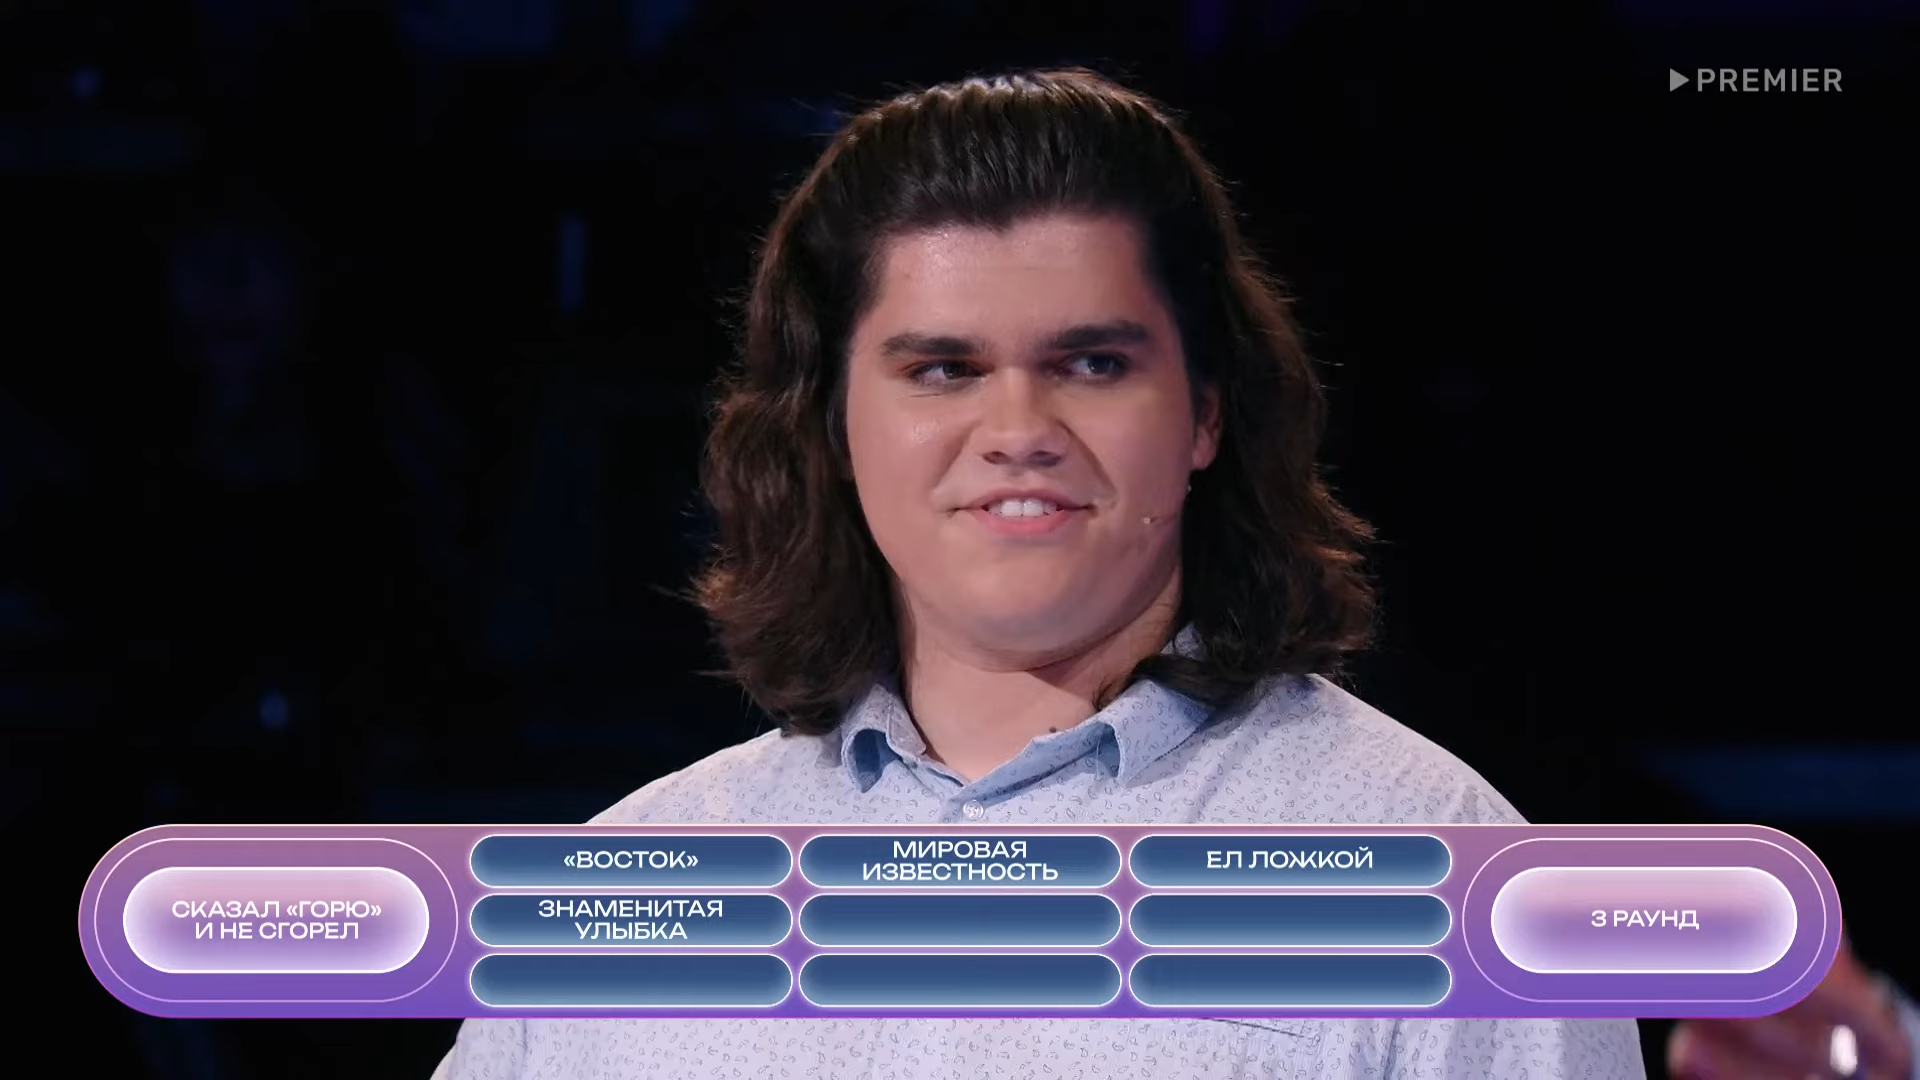 PREMIER
СКАЗАЛ «ГОРЮ»
И НЕ СГОРЕЛ
«ВОСТОК»
МИРОВАЯ
ИЗВЕСТНОСТЬ
ЕЛ ЛОЖКОЙ
ЗНАМЕНИТАЯ
УЛЫБКА
3 РАУНД